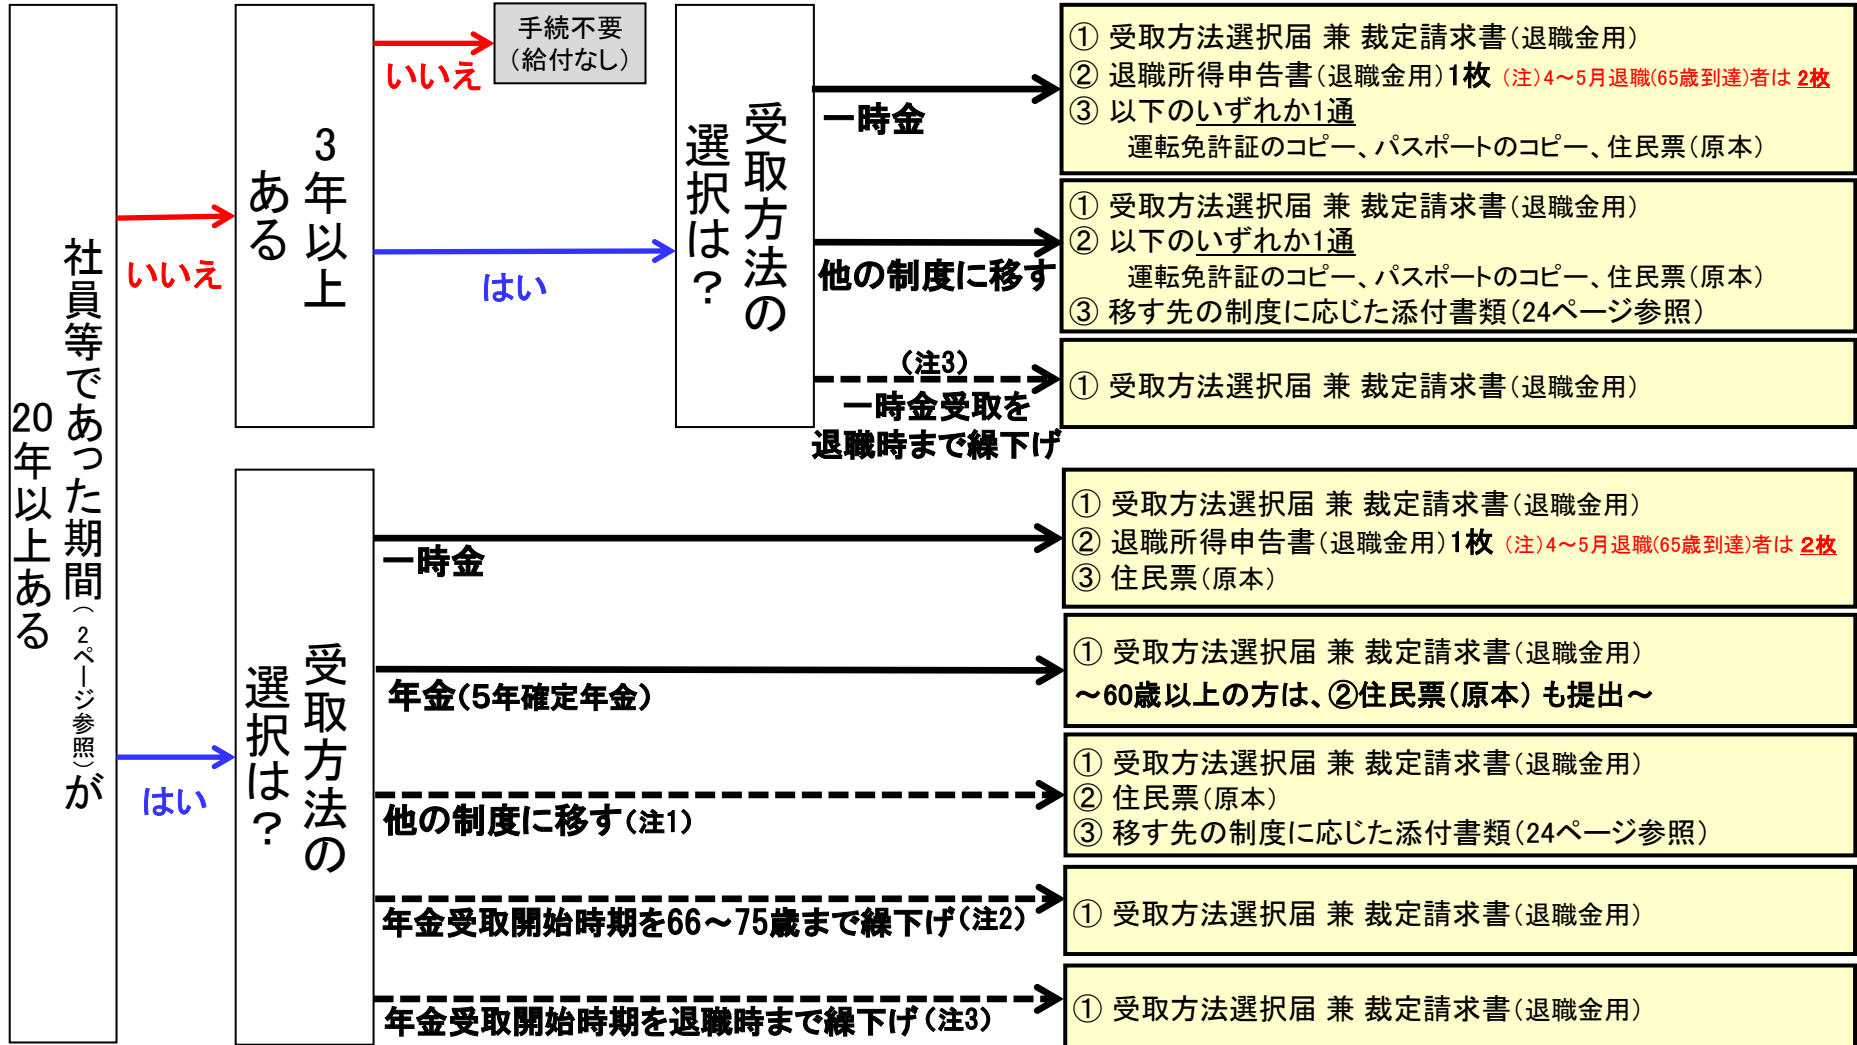 社員等であった期間（2ページ参照）が
20年以上ある
いいえ
はい
3年以上
ある
いいえ
手続不要
（給付なし）
はい
受取方法の
選択は？
一時金
① 受取方法選択届 兼 裁定請求書（退職金用）
② 退職所得申告書（退職金用）1枚 （注）4～5月退職(65歳到達)者は 2枚
③ 以下のいずれか1通
運転免許証のコピー、パスポートのコピー、住民票（原本）
他の制度に移す
① 受取方法選択届 兼 裁定請求書（退職金用）
② 以下のいずれか1通
運転免許証のコピー、パスポートのコピー、住民票（原本）
③ 移す先の制度に応じた添付書類（24ページ参照）
（注3）
一時金受取を
退職時まで繰下げ
① 受取方法選択届 兼 裁定請求書（退職金用）
受取方法の
選択は？
一時金
① 受取方法選択届 兼 裁定請求書（退職金用）
② 退職所得申告書（退職金用）1枚 （注）4～5月退職(65歳到達)者は 2枚
③ 住民票（原本）
年金（5年確定年金）
① 受取方法選択届 兼 裁定請求書（退職金用）
～60歳以上の方は、②住民票（原本）も提出～
他の制度に移す（注1）
① 受取方法選択届 兼 裁定請求書（退職金用）
② 住民票（原本）
③ 移す先の制度に応じた添付書類（24ページ参照）
年金受取開始時期を66～75歳まで繰下げ（注2）
① 受取方法選択届 兼 裁定請求書（退職金用）
年金受取開始時期を退職時まで繰下げ（注3）
① 受取方法選択届 兼 裁定請求書（退職金用）